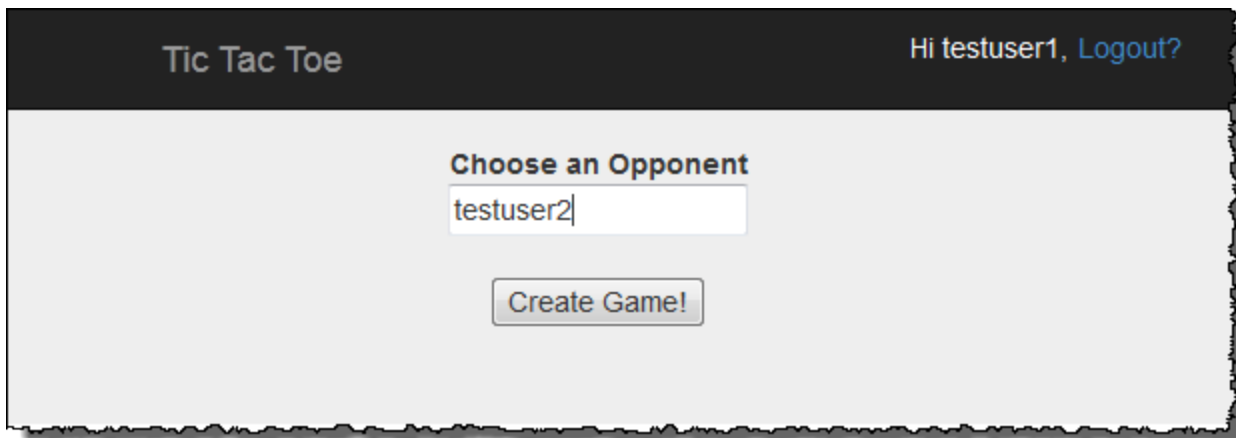 Tic Tac Toe
Hi testuser1, Logout?
Choose an Opponent
testuser2
Create Game!